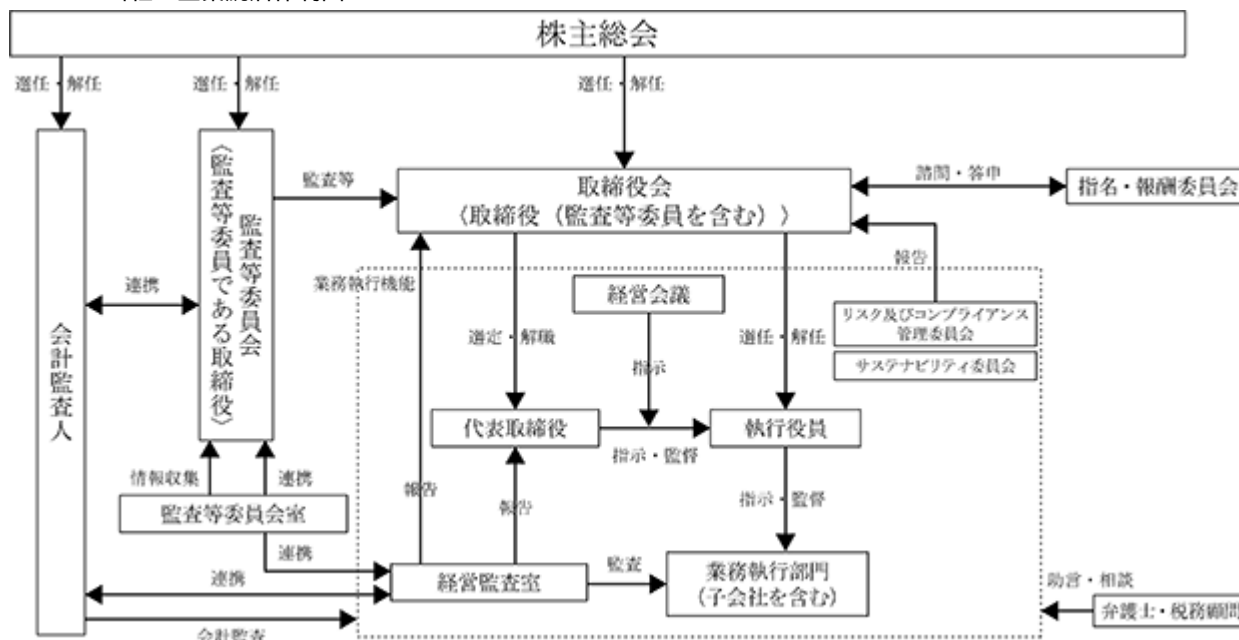 株主総会
選任・解任
選任・解任
選任・解任
監査等委員会
〈監査等委員である取締役〉
監査等
取締役会
〈取締役（監査等委員を含む）〉
諮問・答申
指名・報酬委員会
報告
業務執行機能
経営会議
リスク及びコンプライアンス
管理委員会
サステナビリティ委員会
連携
会計監査人
選定・解職
選任・解任
指示
代表取締役
執行役員
指示・監督
情報収集
連携
監査等委員会室
報告
報告
指示・監督
連携
連携
経営監査室
監査
業務執行部門
（子会社を含む）
助言・相談
弁護士・税務顧問
会計監査